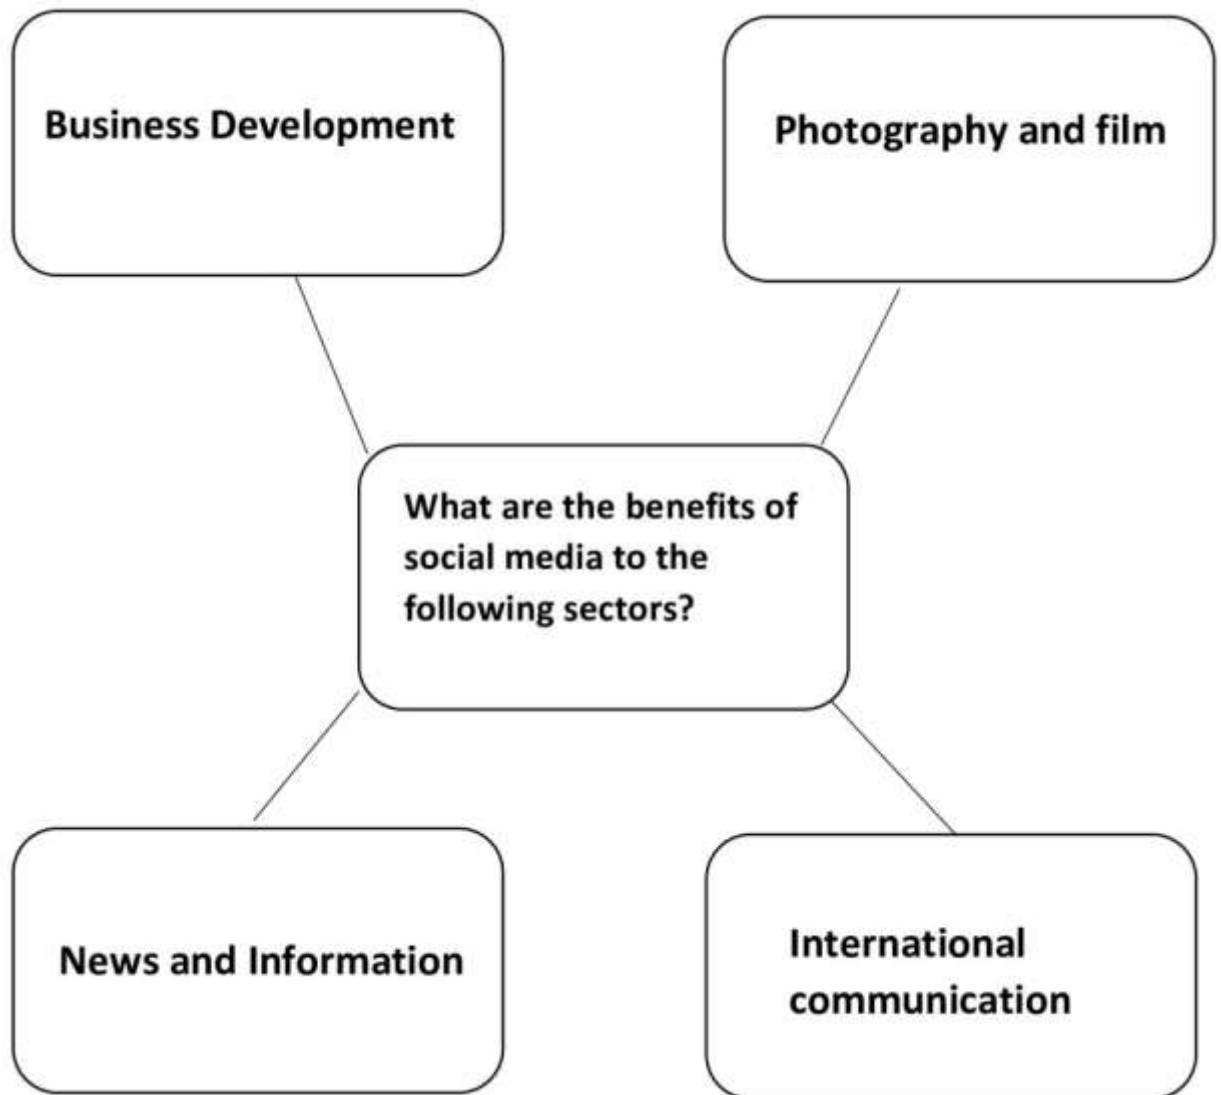 Business Development
Photography and film
What are the benefits of
social media to the
following sectors?
News and Information
International
communication